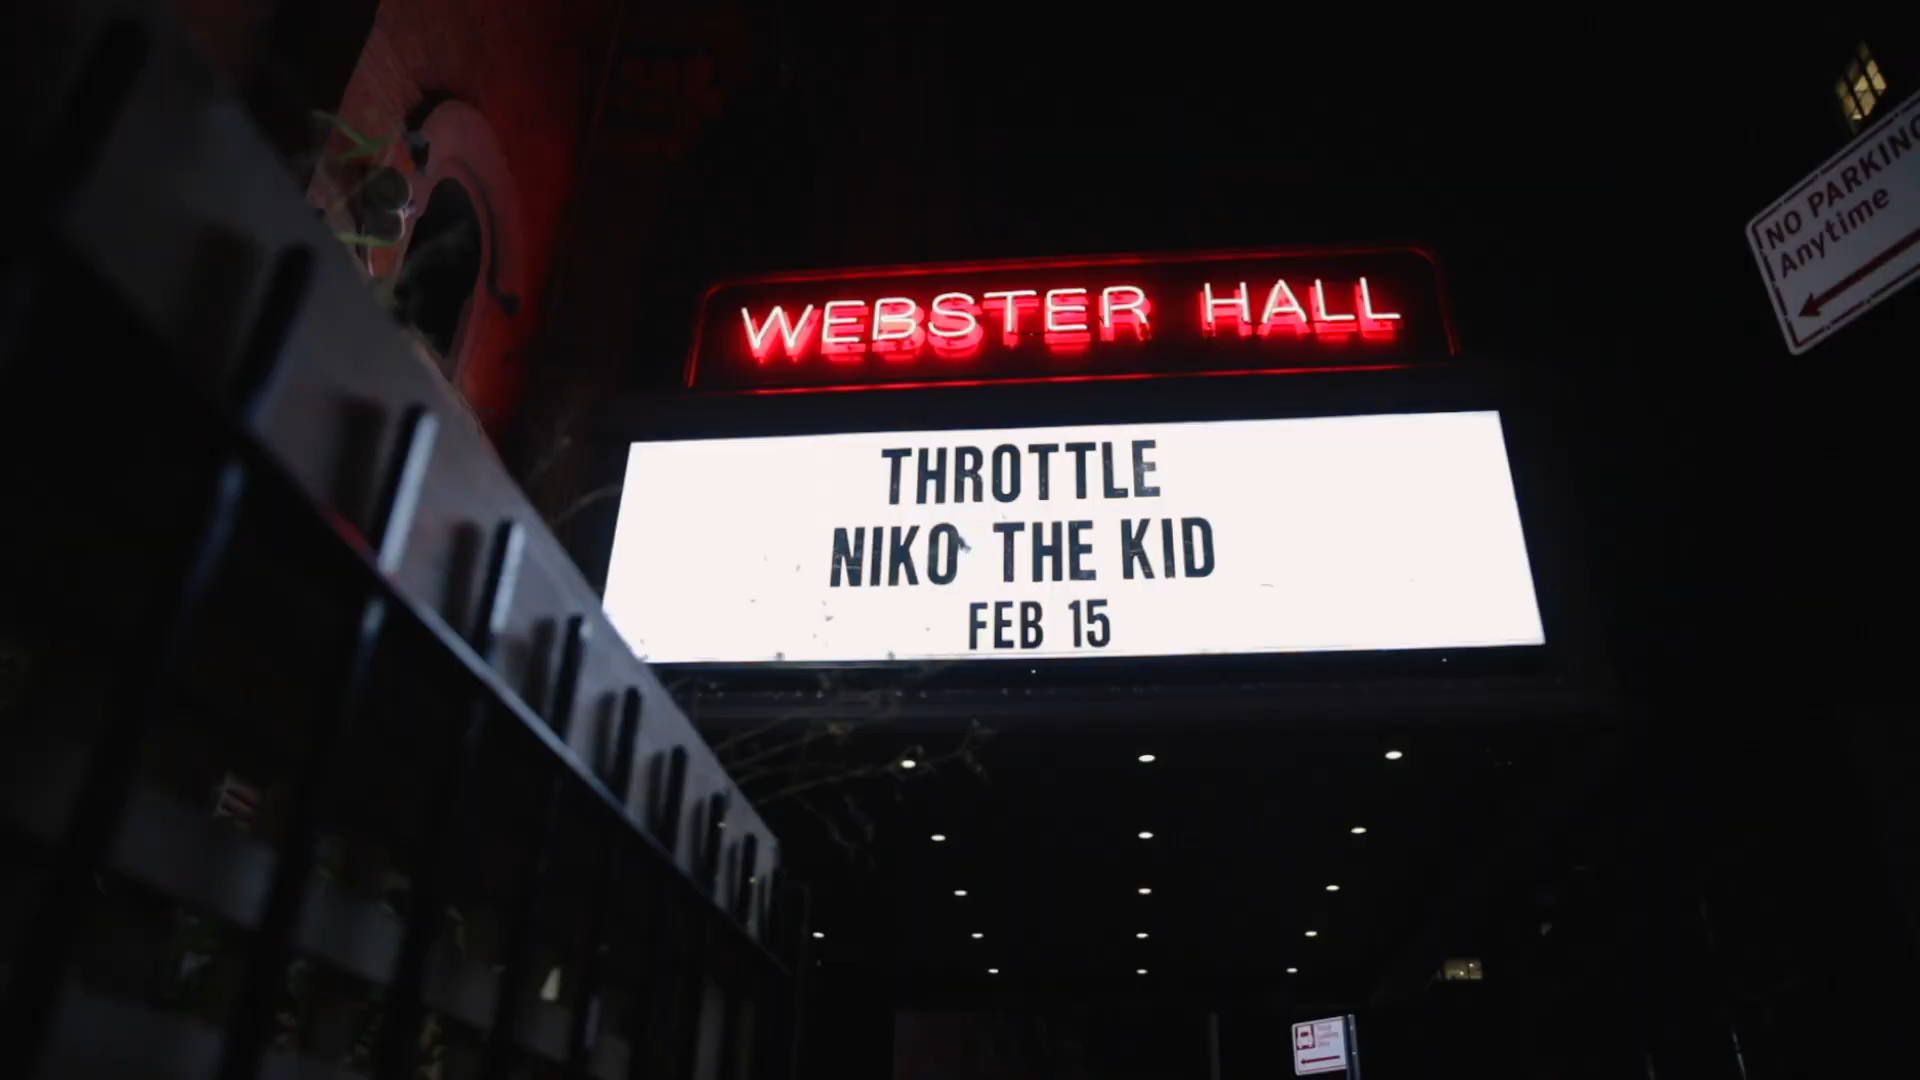 WEBSTER HALL
THROTTLE
NIKO THE KID
FEB 15
NO PARKING
Anytime